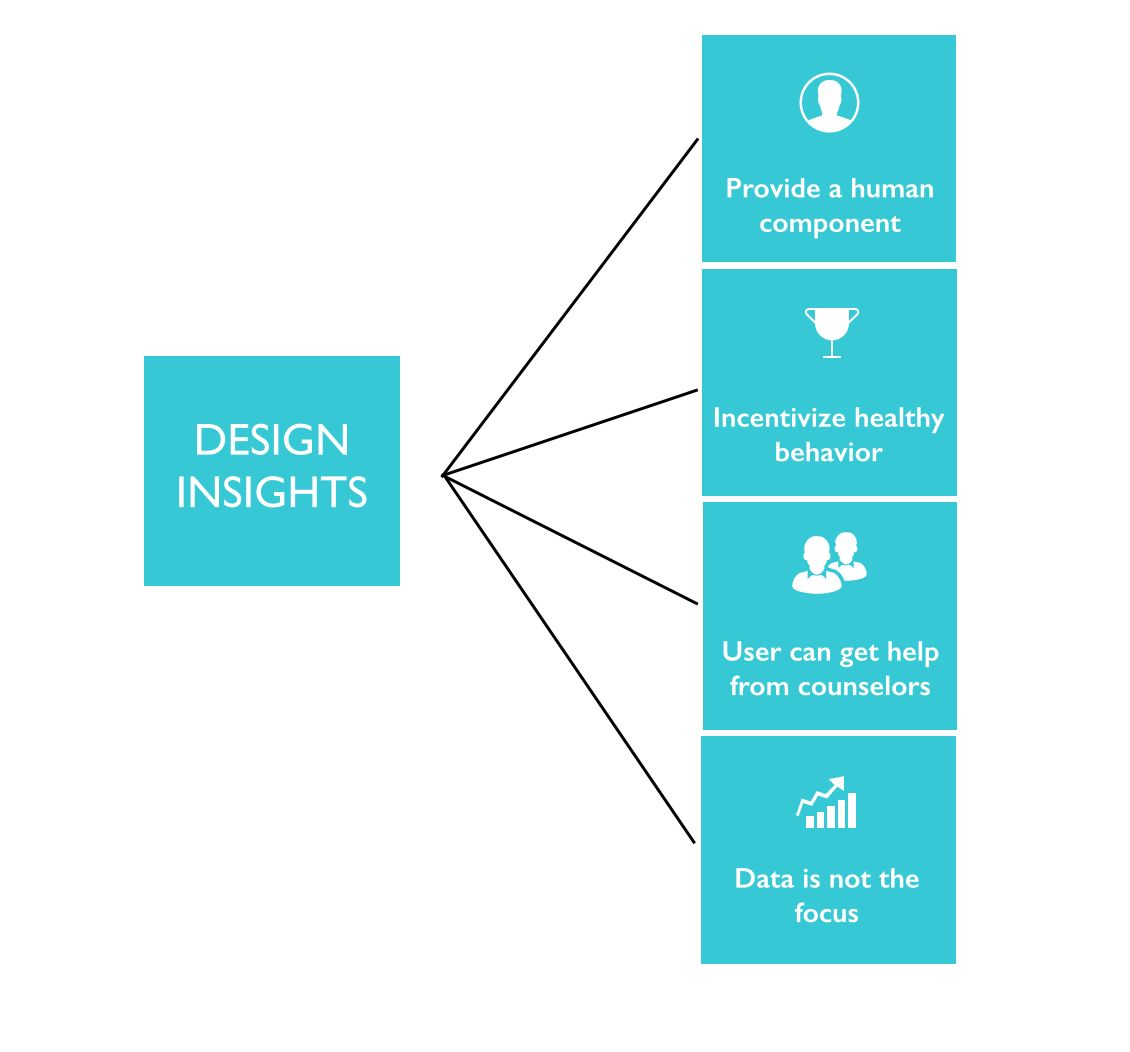 DESIGN
INSIGHTS
Provide a human
component
Incentivize healthy
behavior
User can get help
from counselors
Data is not the
focus